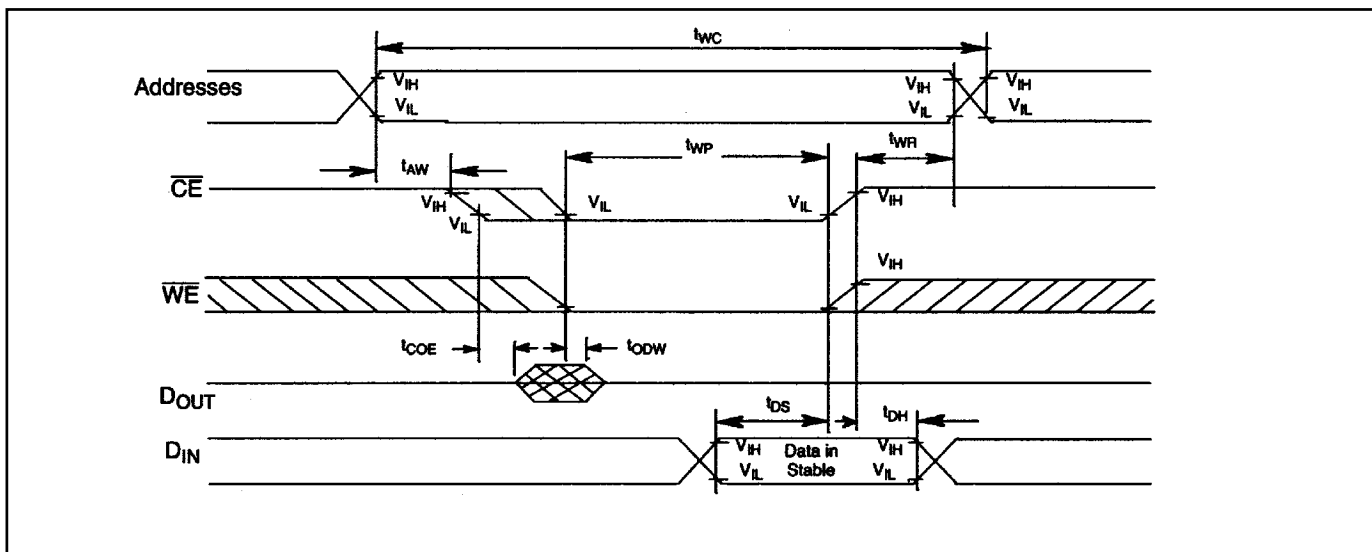 tWC
Addresses
VIH
VIH
VIH
VIL
VIL
VIL
tAW
tWP
tWR
CE
VIH
VIL
VIL
VIL
VIH
WE
VIH
tCOE
tODW
DOUT
tDS
tDH
DIN
VIH
Data in
VIH
VIL
Stable
VIL